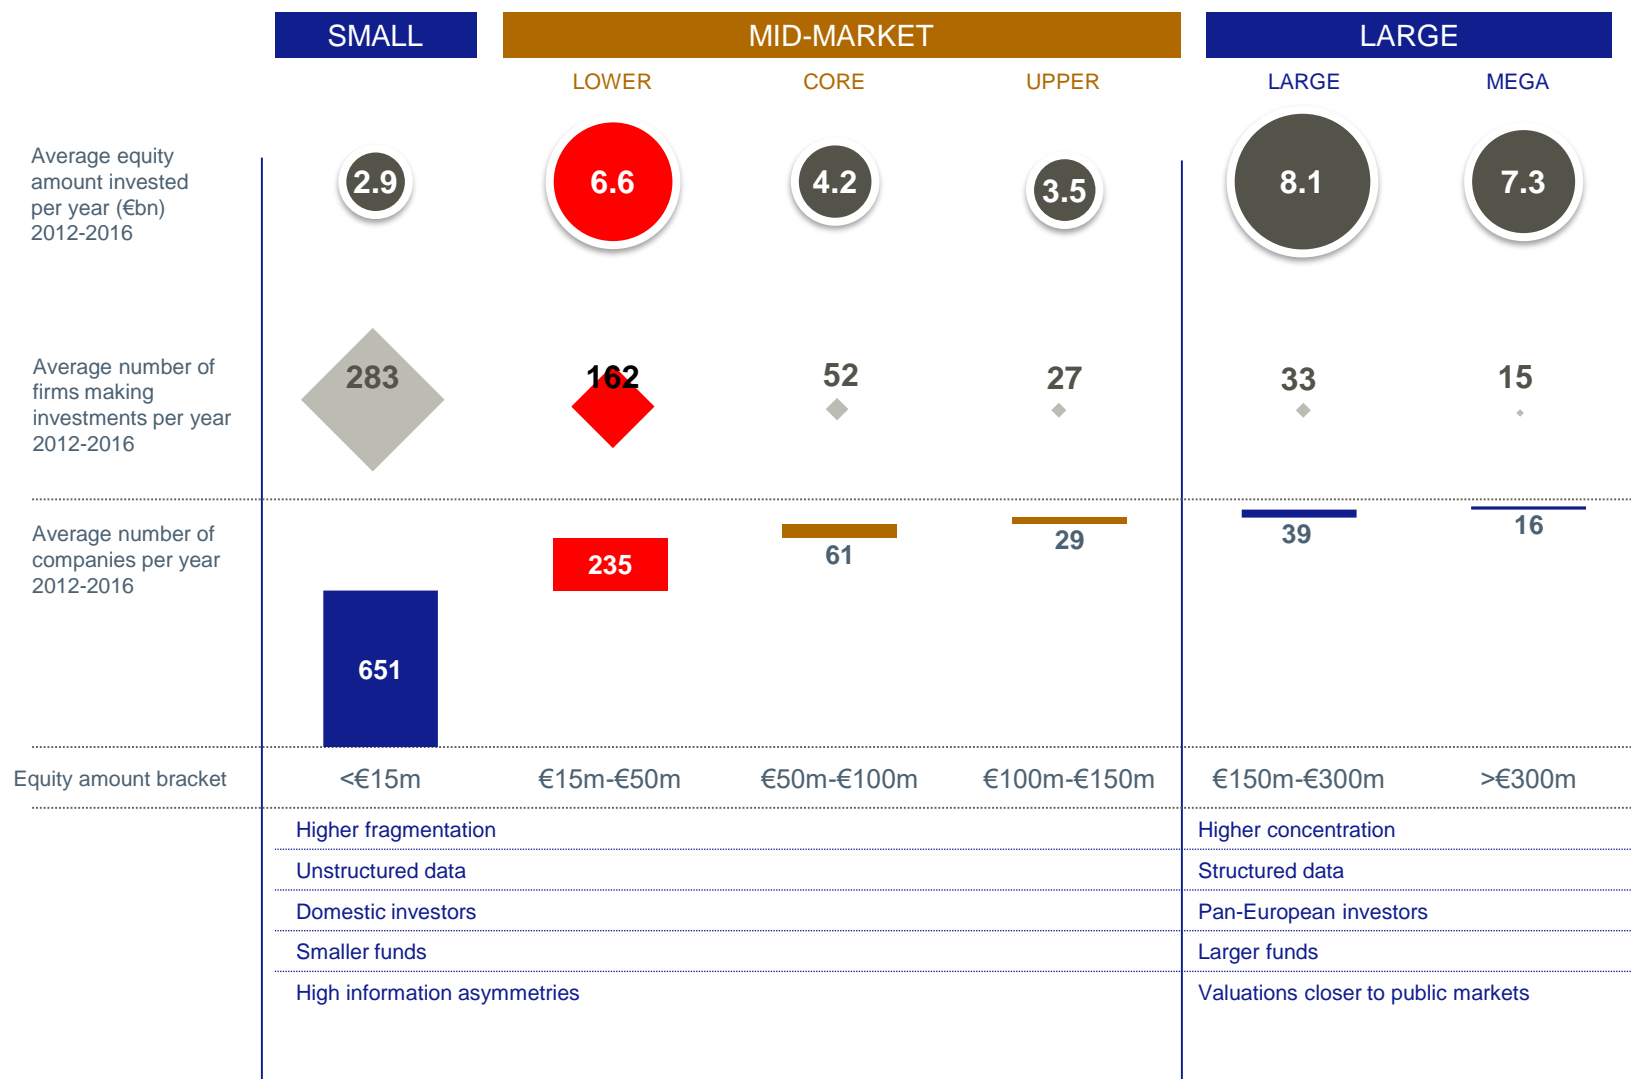 SMALL
MID-MARKET
LARGE
LOWER
CORE
UPPER
LARGE
MEGA
Average equity
amount invested
per year (€bn)
2012-2016
2.9
6.6
4.2
3.5
8.1
7.3
Average number of
firms making
investments per year
2012-2016
283
162
52
27
33
15
Average number of
companies per year
2012-2016
651
235
61
29
39
16
Equity amount bracket
<€15m
€15m-€50m
€50m-€100m
€100m-€150m
€150m-€300m
>€300m
Higher fragmentation
Higher concentration
Unstructured data
Structured data
Domestic investors
Pan-European investors
Smaller funds
Larger funds
High information asymmetries
Valuations closer to public markets